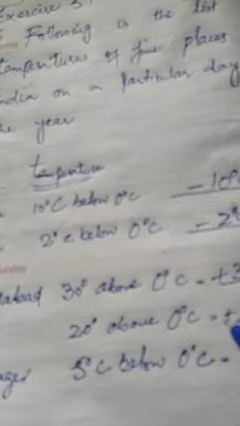 Exercise
Following is the list
temperatures of five places
India on a particular day
the year
temperature
10°C below 0°C — 10°
2°C below 0°C — 2°
30° above 0°C = +3
20° above 0°C = +
5°C below 0°C =